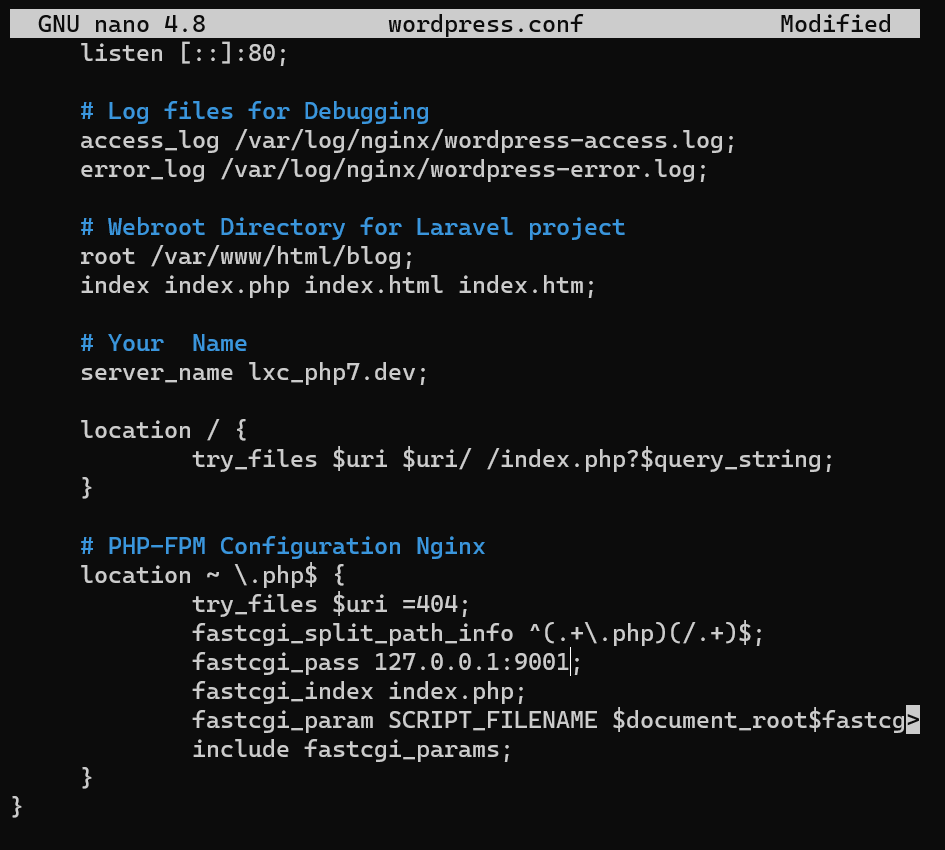 GNU nano 4.8 wordpress.conf Modified
listen [::]:80;
# Log files for Debugging
access_log /var/log/nginx/wordpress-access.log;
error_log /var/log/nginx/wordpress-error.log;
# Webroot Directory for Laravel project
root /var/www/html/blog;
index index.php index.html index.htm;
# Your  Name
server_name lxc_php7.dev;
location / {
try_files $uri $uri/ /index.php?$query_string;
}
# PHP-FPM Configuration Nginx
location ~ \.php$ {
try_files $uri =404;
fastcgi_split_path_info ^(.+\.php)(/.+)$;
fastcgi_pass 127.0.0.1:9001;
fastcgi_index index.php;
fastcgi_param SCRIPT_FILENAME $document_root$fastcg>
include fastcgi_params;
}
}